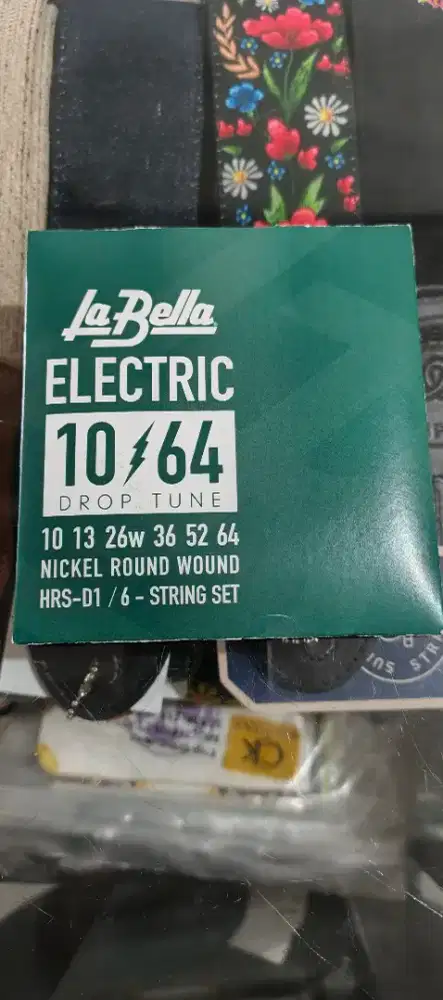 La Bella
ELECTRIC
10 64
DROP TUNE
10 13 26w 36 52 64
NICKEL ROUND WOUND
HRS-D1 / 6 - STRING SET
CK